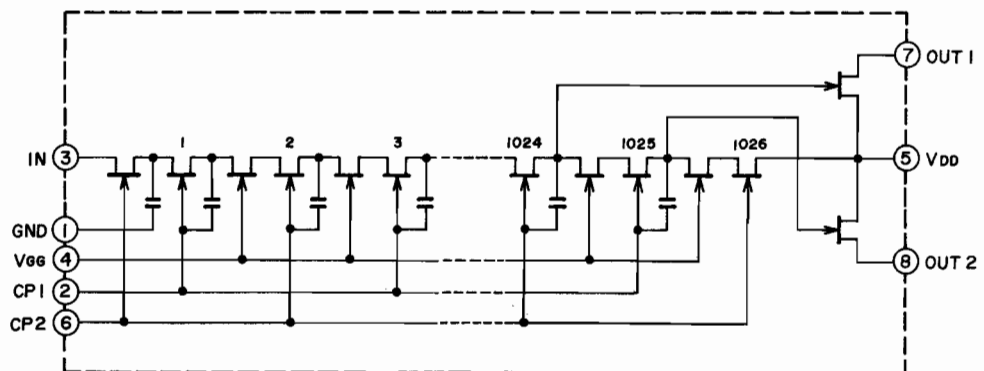 7 OUT 1
1 2 3 1024 1025 1026
IN 3
5 VDD
GND 1
VGG 4
8 OUT 2
CP1 2
CP2 6